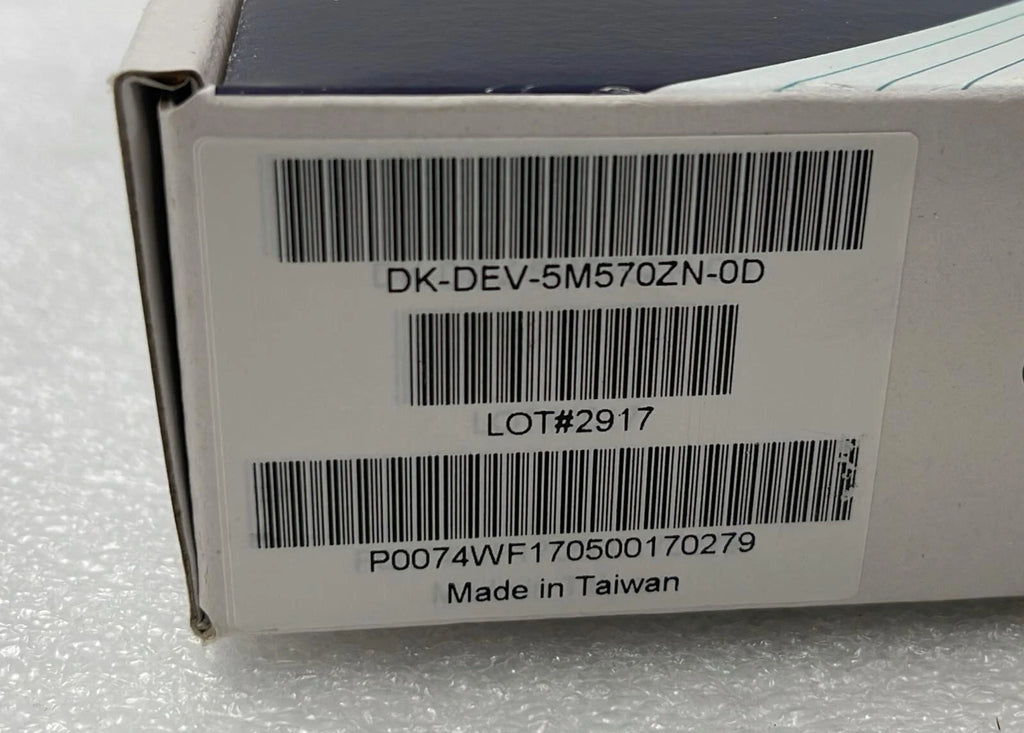 DK-DEV-5M570ZN-0D
LOT#2917
P0074WF170500170279
Made in Taiwan